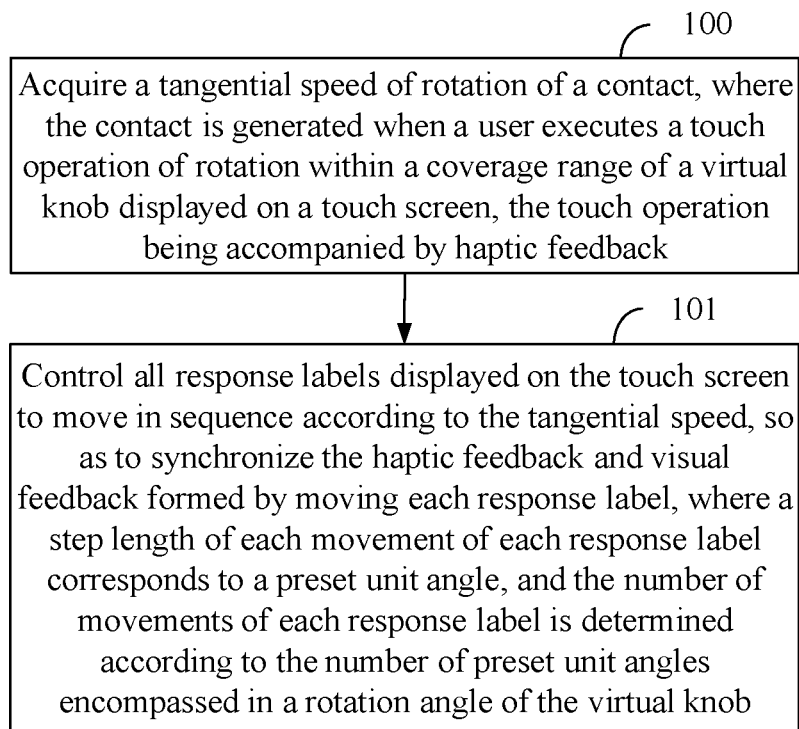 100
Acquire a tangential speed of rotation of a contact, where
the contact is generated when a user executes a touch
operation of rotation within a coverage range of a virtual
knob displayed on a touch screen, the touch operation
being accompanied by haptic feedback
101
Control all response labels displayed on the touch screen
to move in sequence according to the tangential speed, so
as to synchronize the haptic feedback and visual
feedback formed by moving each response label, where a
step length of each movement of each response label
corresponds to a preset unit angle, and the number of
movements of each response label is determined
according to the number of preset unit angles
encompassed in a rotation angle of the virtual knob